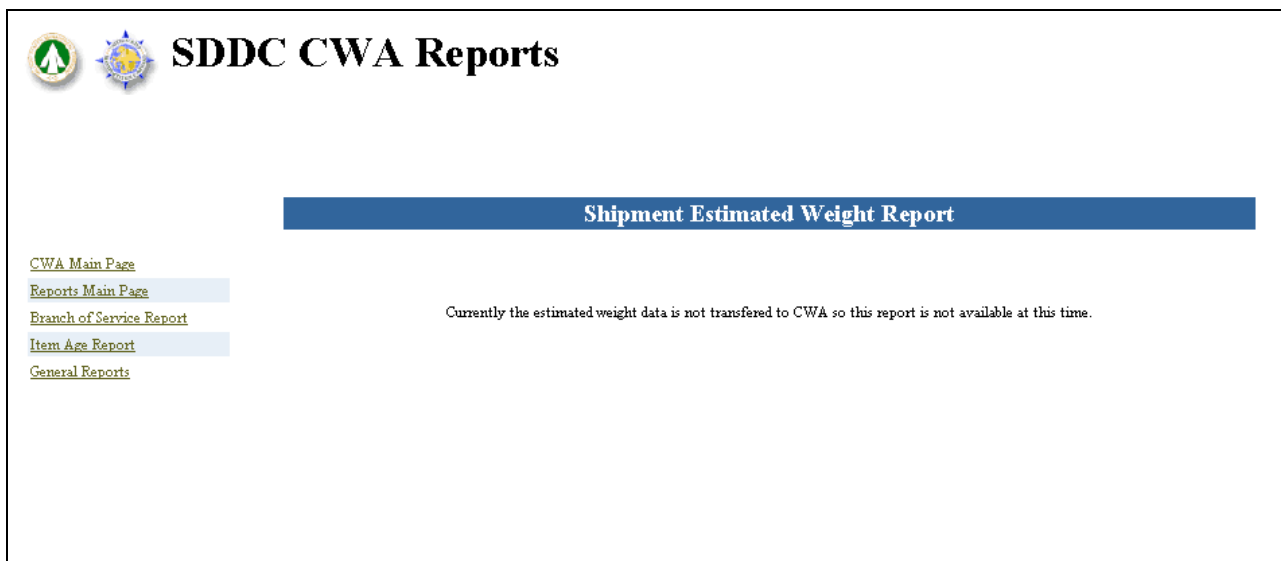 SDDC CWA Reports
Shipment Estimated Weight Report
CWA Main Page
Reports Main Page
Branch of Service Report
Item Age Report
General Reports
Currently the estimated weight data is not transfered to CWA so this report is not available at this time.